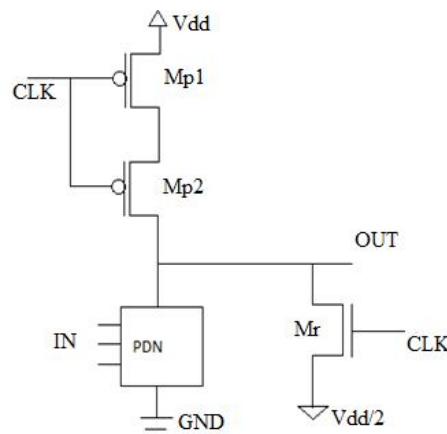 Vdd
CLK
Mp1
Mp2
OUT
IN
PDN
Mr
CLK
GND
Vdd/2